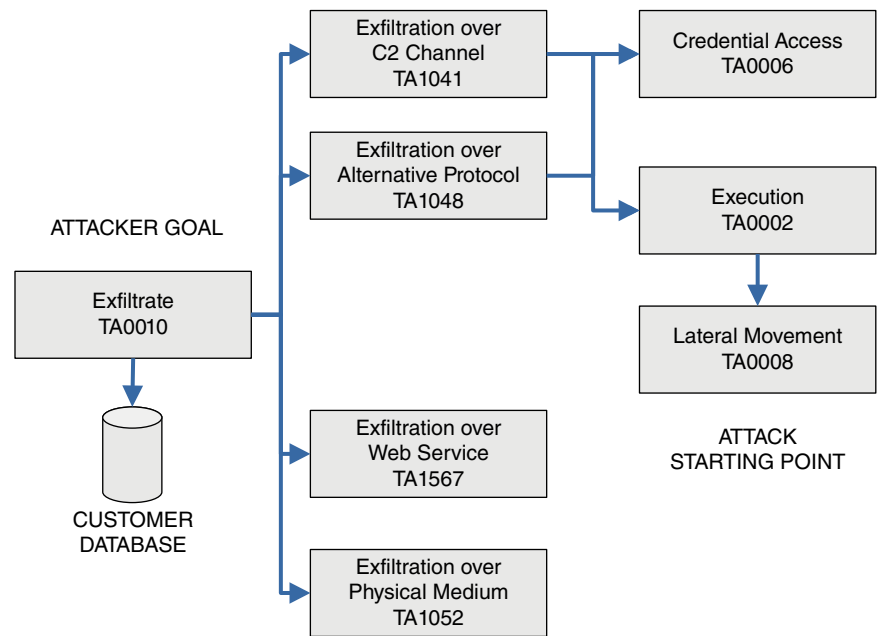 ATTACKER GOAL
Exfiltrate
TA0010
CUSTOMER
DATABASE
Exfiltration over
C2 Channel
TA1041
Exfiltration over
Alternative Protocol
TA1048
Exfiltration over
Web Service
TA1567
Exfiltration over
Physical Medium
TA1052
Credential Access
TA0006
Execution
TA0002
Lateral Movement
TA0008
ATTACK
STARTING POINT